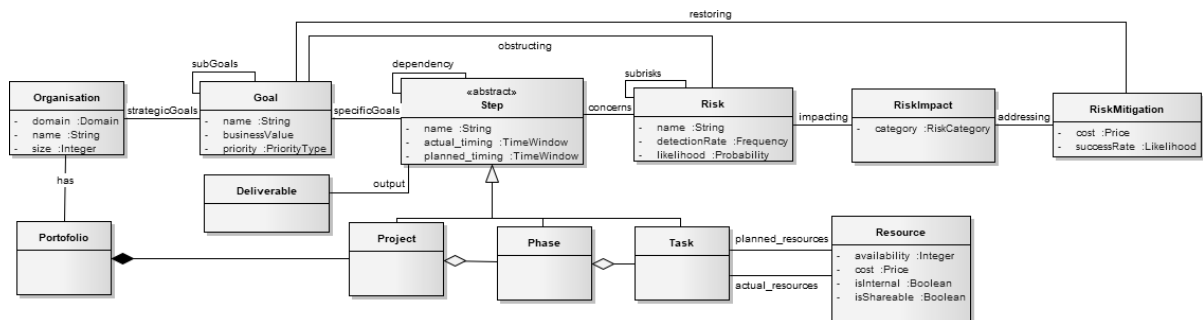 restoring
obstructing
subGoals
dependency
subrisks
Organisation
- domain :Domain
- name :String
- size :Integer
strategicGoals
Goal
- name :String
- businessValue
- priority :PriorityType
specificGoals
«abstract»
Step
- name :String
- actual_timing :TimeWindow
- planned_timing :TimeWindow
concerns
Risk
- name :String
- detectionRate :Frequency
- likelihood :Probability
impacting
RiskImpact
- category :RiskCategory
addressing
RiskMitigation
- cost :Price
- successRate :Likelihood
has
Deliverable
output
Portofolio
Project
Phase
Task
planned_resources
actual_resources
Resource
- availability :Integer
- cost :Price
- isInternal :Boolean
- isShareable :Boolean